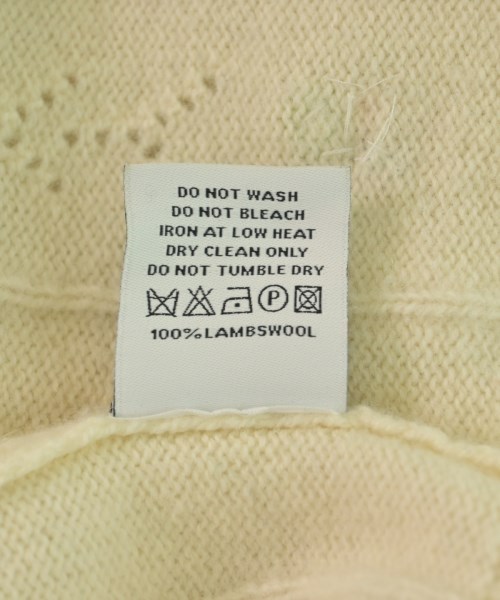 DO NOT WASH
DO NOT BLEACH
IRON AT LOW HEAT
DRY CLEAN ONLY
DO NOT TUMBLE DRY
P
100% LAMBSWOOL